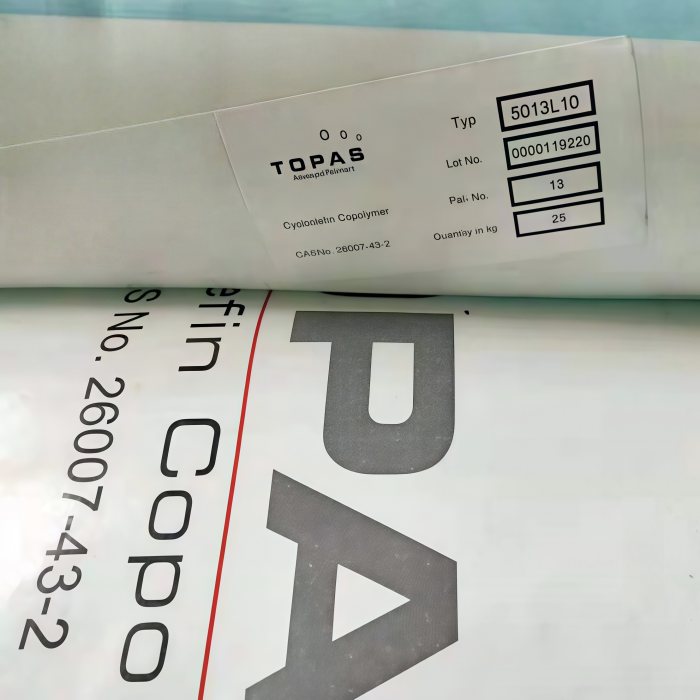 TOPAS
Cyclolefin Copolymer
CAS No. 26007-43-2
Typ 5013L10
Lot No. 0000119220
Pal. No. 13
Quantity in kg 25
PA
efin Copo
S No. 26007-43-2